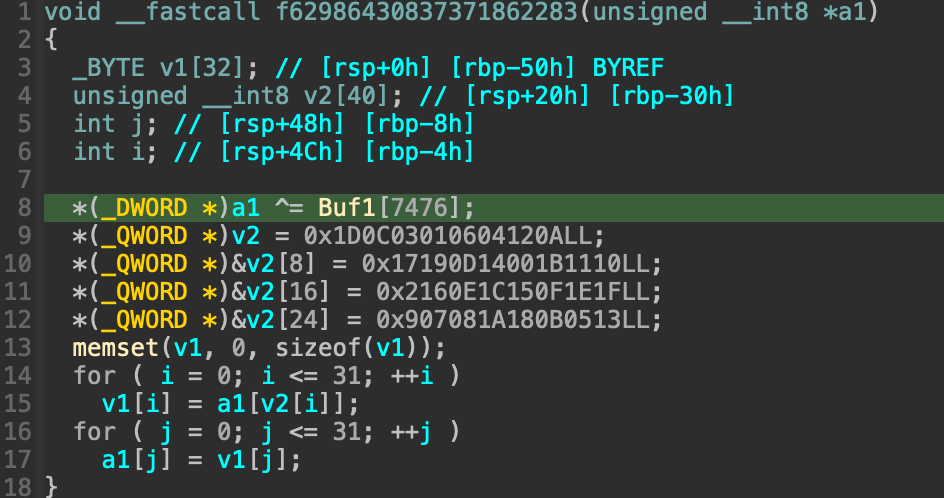 1 void __fastcall f62986430837371862283(unsigned __int8 *a1)
2 {
3 _BYTE v1[32]; // [rsp+0h] [rbp-50h] BYREF
4 unsigned __int8 v2[40]; // [rsp+20h] [rbp-30h]
5 int j; // [rsp+48h] [rbp-8h]
6 int i; // [rsp+4Ch] [rbp-4h]
7
8 *(_DWORD *)a1 ^= Buf1[7476];
9 *(_QWORD *)v2 = 0x1D0C03010604120ALL;
10 *(_QWORD *)&v2[8] = 0x17190D14001B1110LL;
11 *(_QWORD *)&v2[16] = 0x2160E1C150F1E1FLL;
12 *(_QWORD *)&v2[24] = 0x907081A180B0513LL;
13 memset(v1, 0, sizeof(v1));
14 for ( i = 0; i <= 31; ++i )
15 v1[i] = a1[v2[i]];
16 for ( j = 0; j <= 31; ++j )
17 a1[j] = v1[j];
18 }